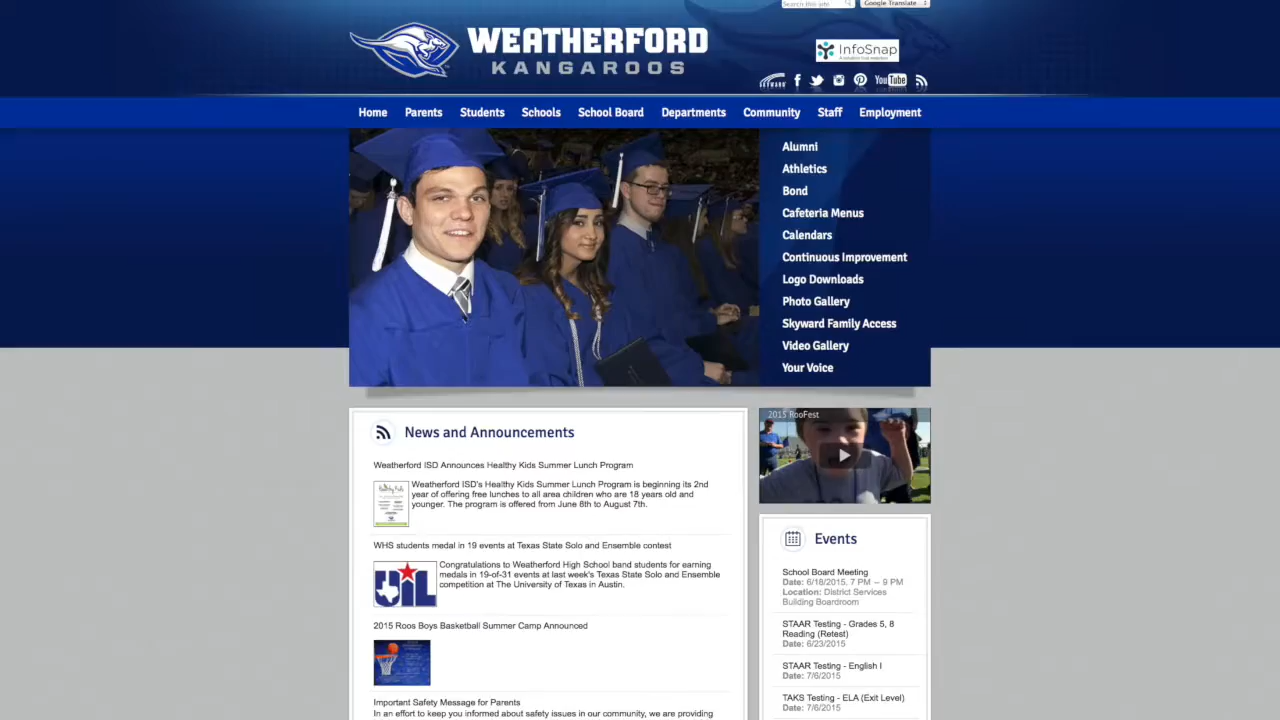 Search this site
Google Translate
WEATHERFORD
KANGAROOS
InfoSnap
SKYWARD
You Tube
Home Parents Students Schools School Board Departments Community Staff Employment
Alumni
Athletics
Bond
Cafeteria Menus
Calendars
Continuous Improvement
Logo Downloads
Photo Gallery
Skyward Family Access
Video Gallery
Your Voice
News and Announcements
Weatherford ISD Announces Healthy Kids Summer Lunch Program
Weatherford ISD's Healthy Kids Summer Lunch Program is beginning its 2nd
year of offering free lunches to all area children who are 18 years old and
younger. The program is offered from June 8th to August 7th.
WHS students medal in 19 events at Texas State Solo and Ensemble contest
UIL
Congratulations to Weatherford High School band students for earning
medals in 19-of-31 events at last week's Texas State Solo and Ensemble
competition at The University of Texas in Austin.
2015 Roos Boys Basketball Summer Camp Announced
Important Safety Message for Parents
In an effort to keep you informed about safety issues in our community, we are providing
2015 RooFest
Events
School Board Meeting
Date: 6/18/2015, 7 PM – 9 PM
Location: District Services
Building Boardroom
STAAR Testing - Grades 5, 8
Reading (Retest)
Date: 6/23/2015
STAAR Testing - English I
Date: 7/6/2015
TAKS Testing - ELA (Exit Level)
Date: 7/6/2015